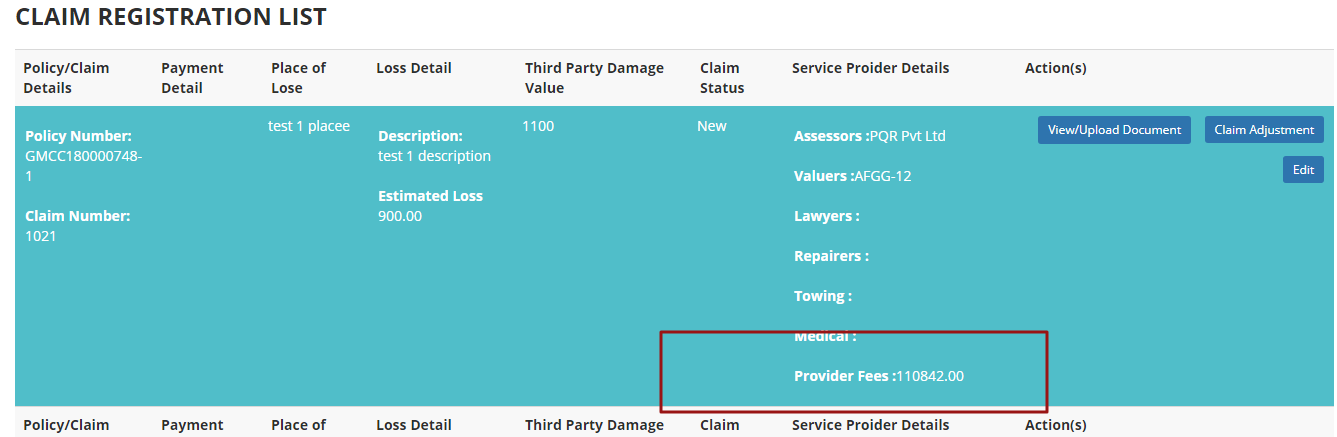 CLAIM REGISTRATION LIST
Policy/Claim Details
Payment Detail
Place of Lose
Loss Detail
Third Party Damage Value
Claim Status
Service Proider Details
Action(s)
Policy Number:
GMCC180000748-
1
Claim Number:
1021
test 1 placee
Description:
test 1 description
Estimated Loss
900.00
1100
New
Assessors :PQR Pvt Ltd
Valuers :AFGG-12
Lawyers :
Repairers :
Towing :
Medical :
Provider Fees :110842.00
View/Upload Document
Claim Adjustment
Edit
Policy/Claim
Payment
Place of
Loss Detail
Third Party Damage
Claim
Service Proider Details
Action(s)